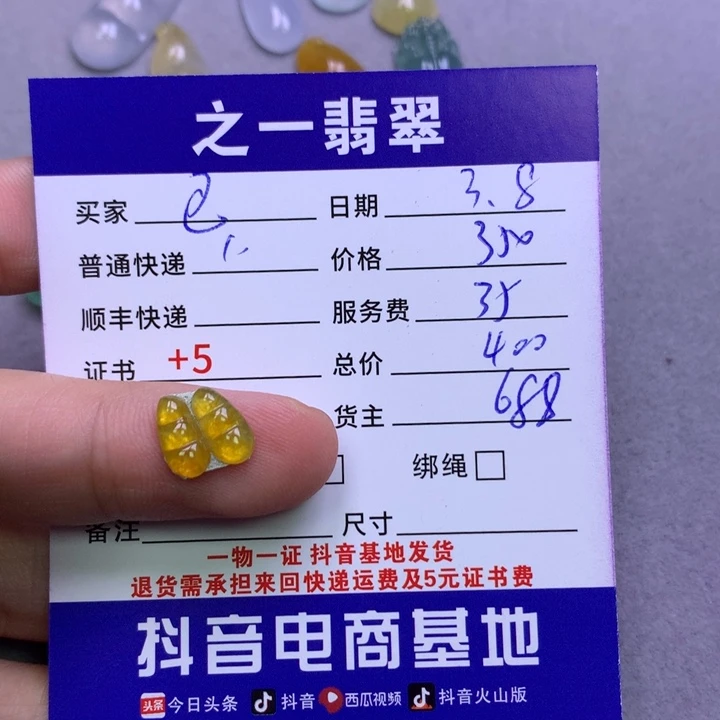 之一翡翠
买家 日期 3.8
普通快递 价格 350
顺丰快递 服务费 35
证书 +5 总价 400
货主 688
绑绳
备注 尺寸
一物一证 抖音基地发货
退货需承担来回快递运费及5元证书费
抖音电商基地
头条 今日头条 抖音 西瓜视频 抖音火山版